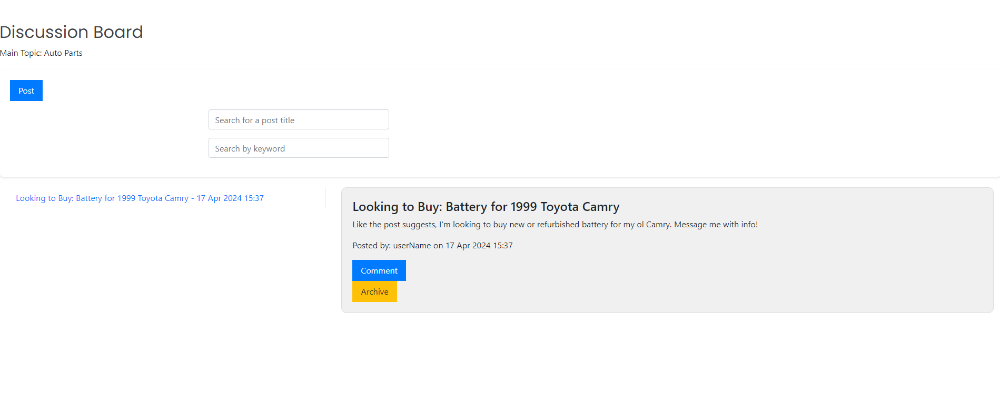 Discussion Board
Main Topic: Auto Parts
Post
Search for a post title
Search by keyword
Looking to Buy: Battery for 1999 Toyota Camry - 17 Apr 2024 15:37
Looking to Buy: Battery for 1999 Toyota Camry
Like the post suggests, I'm looking to buy new or refurbished battery for my ol Camry. Message me with info!
Posted by: userName on 17 Apr 2024 15:37
Comment
Archive